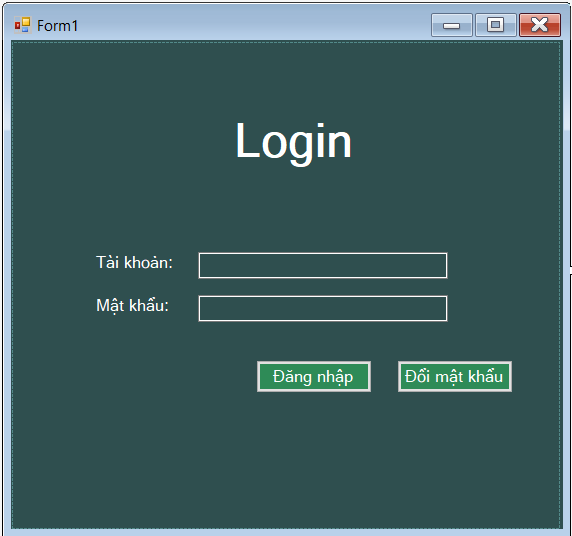 Form1
Login
Tài khoản:
Mật khẩu:
Đăng nhập
Đổi mật khẩu